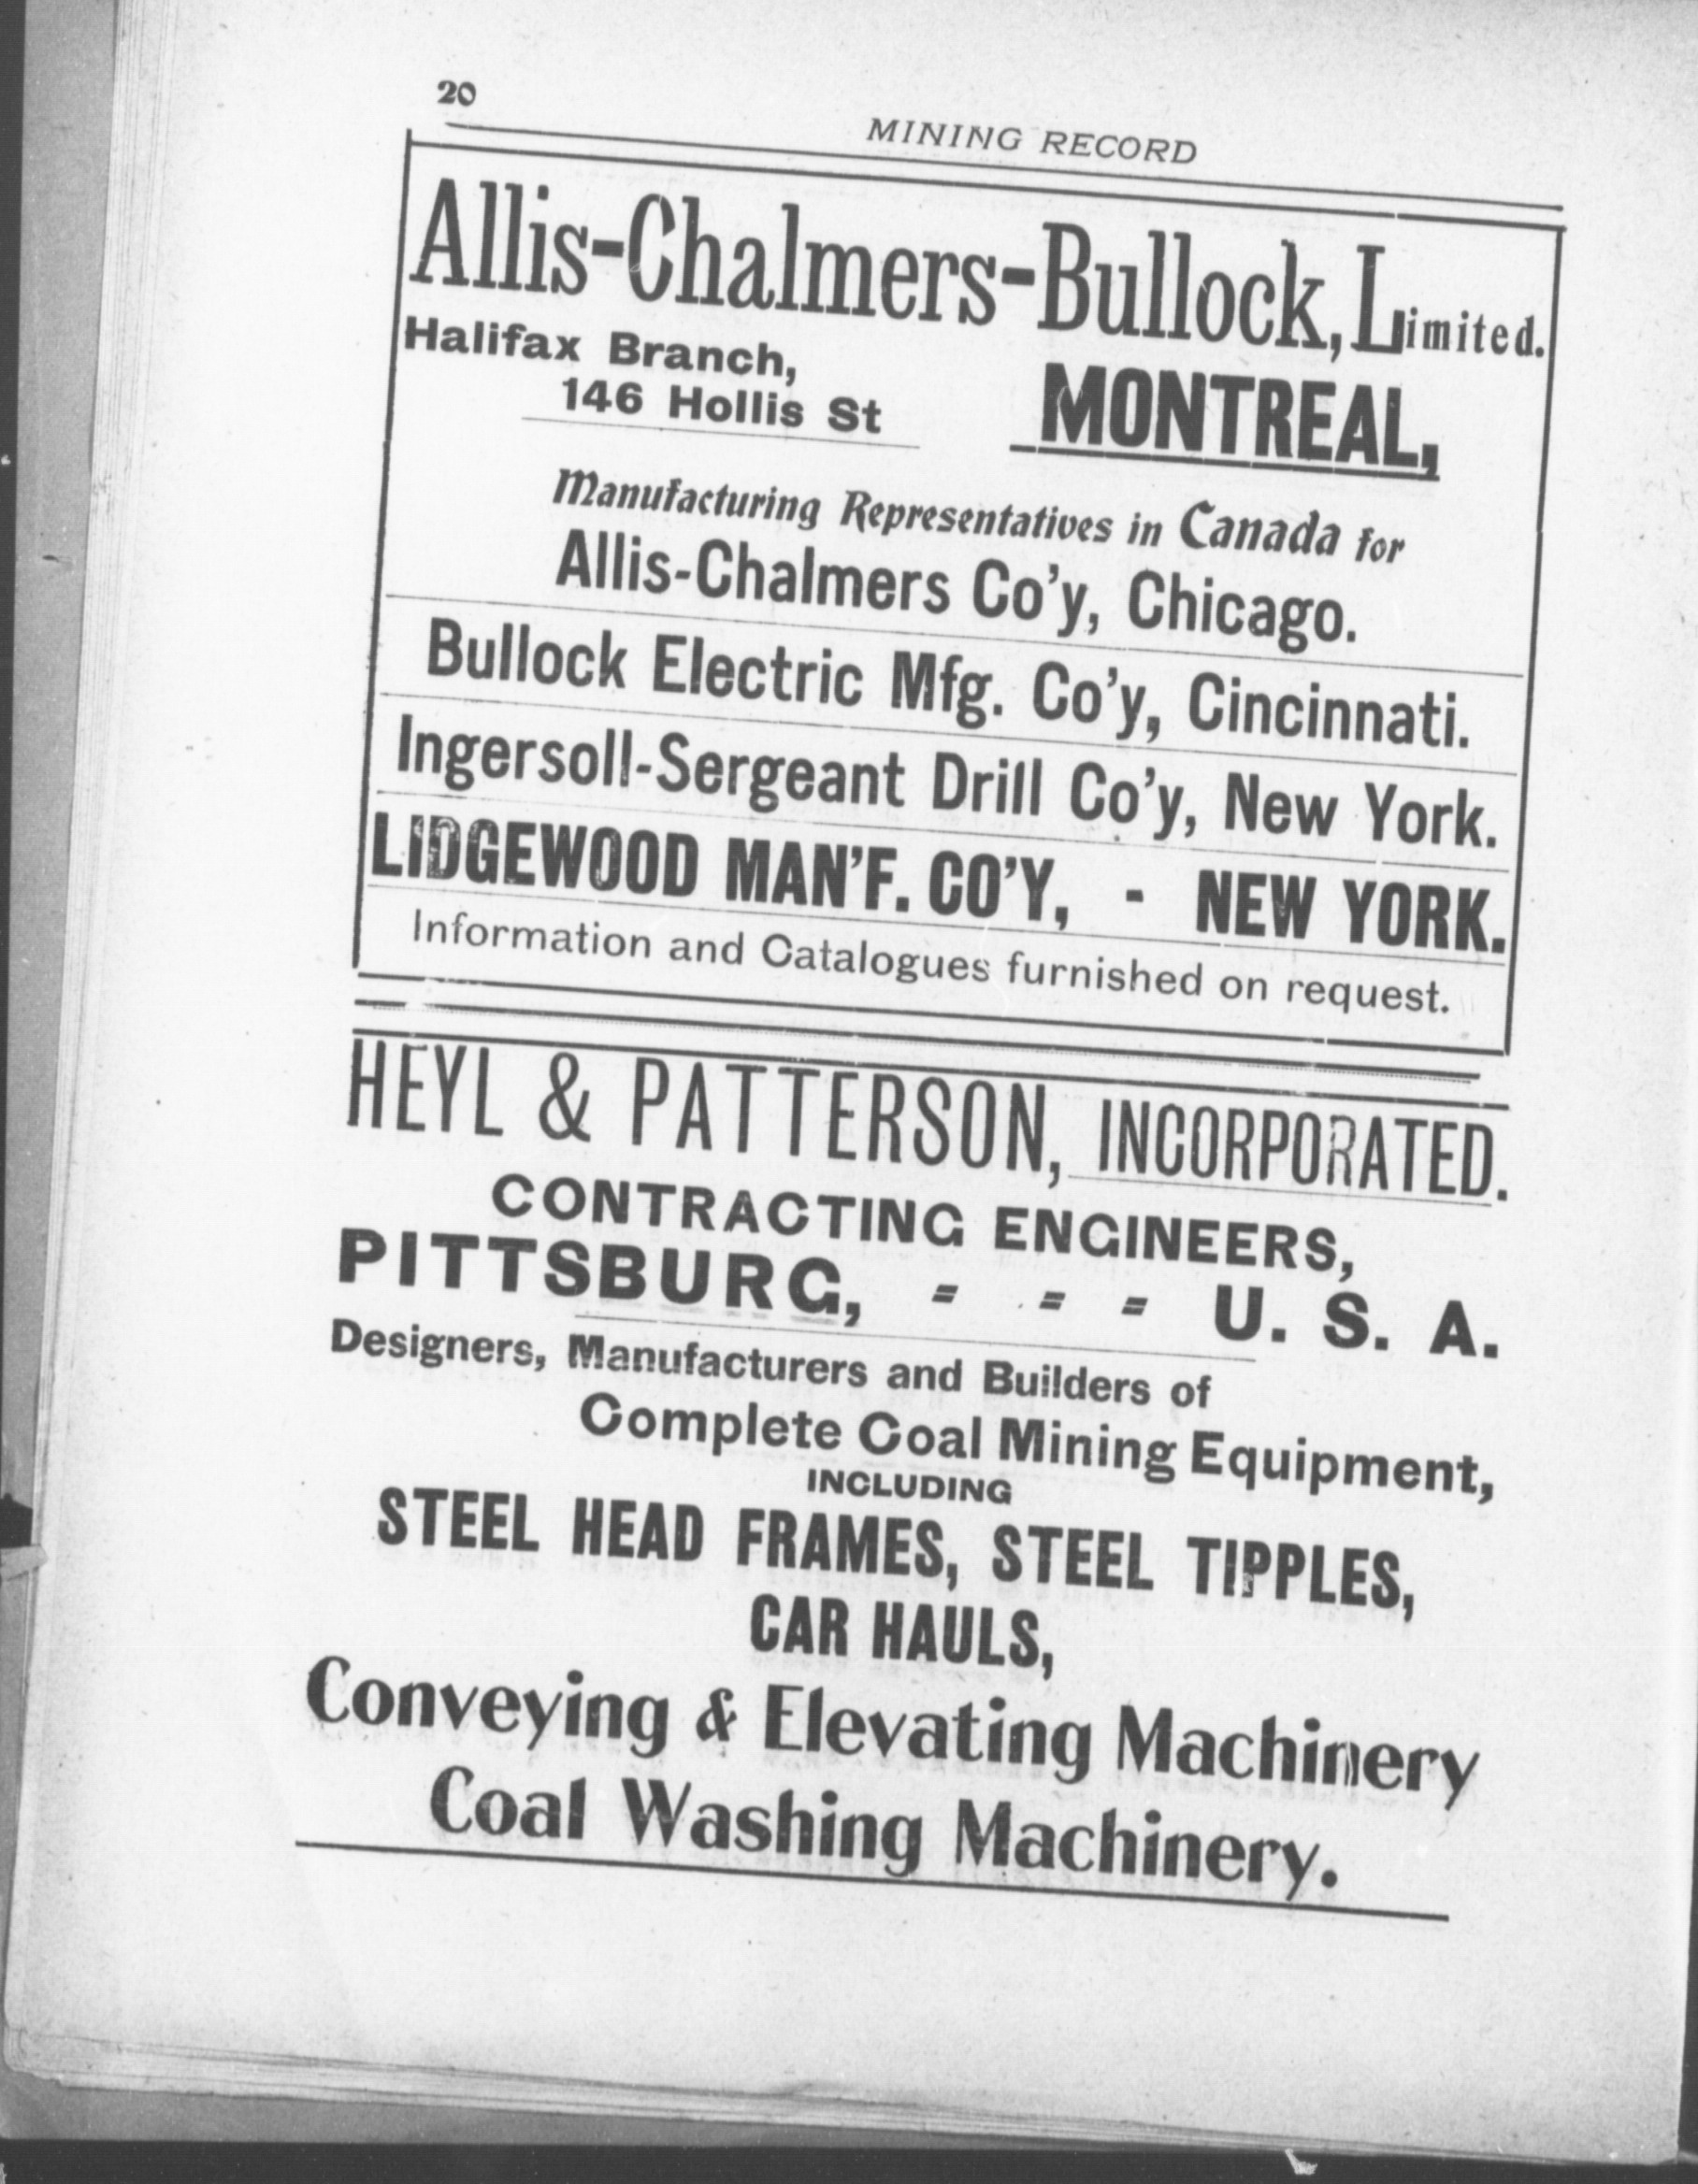 20
MINING RECORD
Allis-Chalmers-Bullock, Limited.
Halifax Branch,
146 Hollis St
MONTREAL,
Manufacturing Representatives in Canada for
Allis-Chalmers Co'y, Chicago.
Bullock Electric Mfg. Co'y, Cincinnati.
Ingersoll-Sergeant Drill Co'y, New York.
LIDGEWOOD MAN'F. CO'Y, - NEW YORK.
Information and Catalogues furnished on request.
HEYL & PATTERSON, INCORPORATED.
CONTRACTING ENGINEERS,
PITTSBURG, - - - U. S. A.
Designers, Manufacturers and Builders of
Complete Coal Mining Equipment,
INCLUDING
STEEL HEAD FRAMES, STEEL TIPPLES,
CAR HAULS,
Conveying & Elevating Machinery
Coal Washing Machinery.